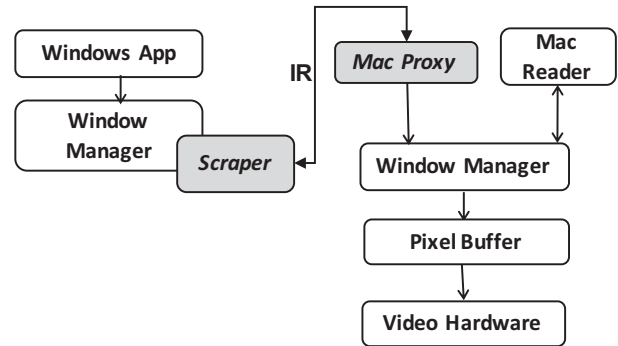 Windows App
Window
Manager
Scraper
IR
Mac Proxy
Mac
Reader
Window Manager
Pixel Buffer
Video Hardware